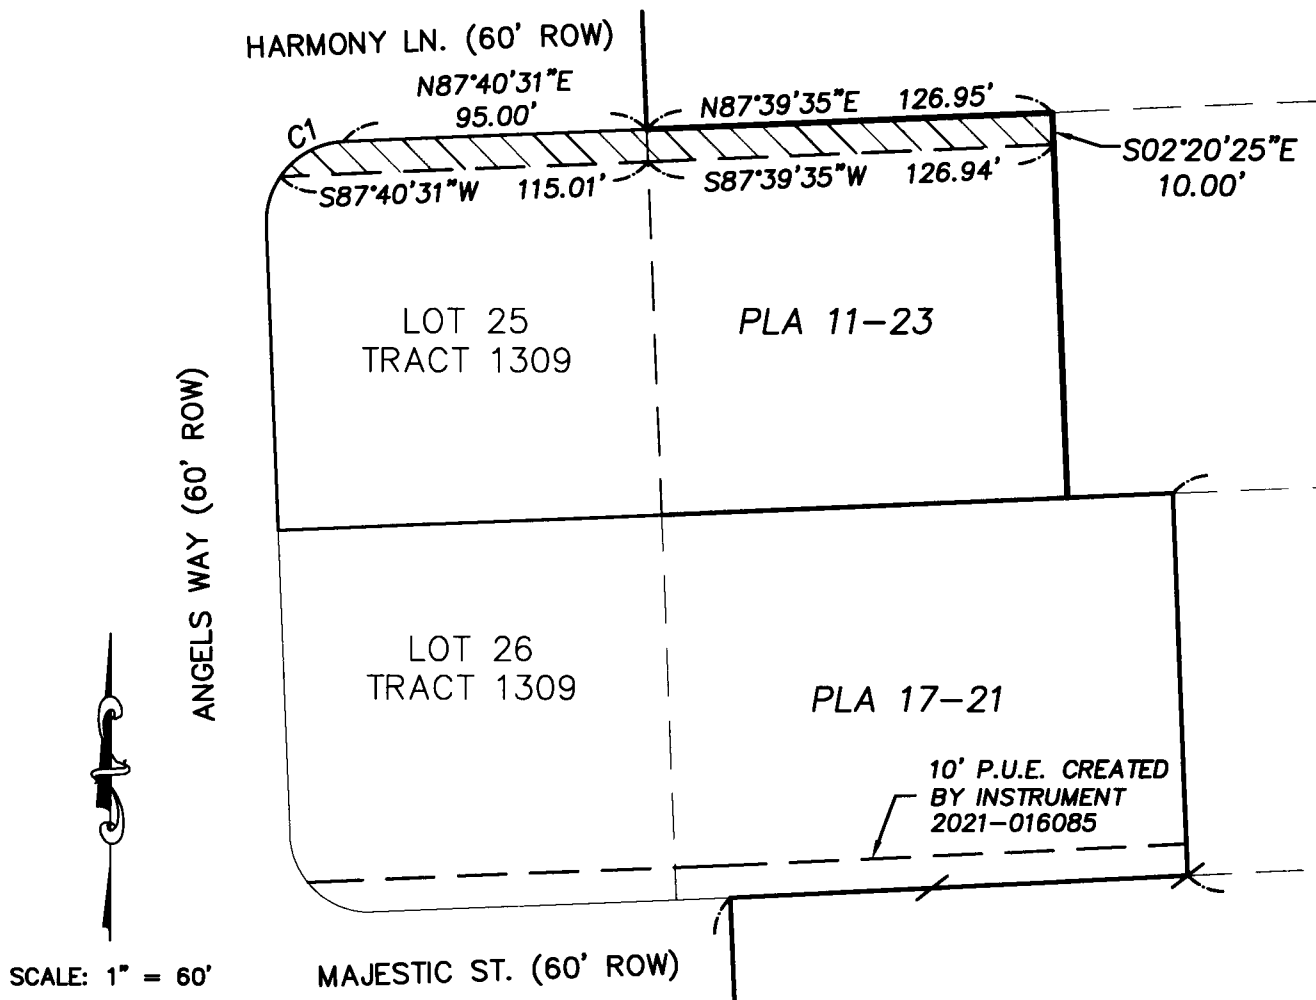 HARMONY LN. (60' ROW)
N87°40'31"E
95.00'
N87°39'35"E 126.95'
C1
S87°40'31"W 115.01'
S87°39'35"W 126.94'
S02°20'25"E
10.00'
LOT 25
TRACT 1309
PLA 11-23
ANGELS WAY (60' ROW)
LOT 26
TRACT 1309
PLA 17-21
10' P.U.E. CREATED
BY INSTRUMENT
2021-016085
SCALE: 1" = 60'
MAJESTIC ST. (60' ROW)